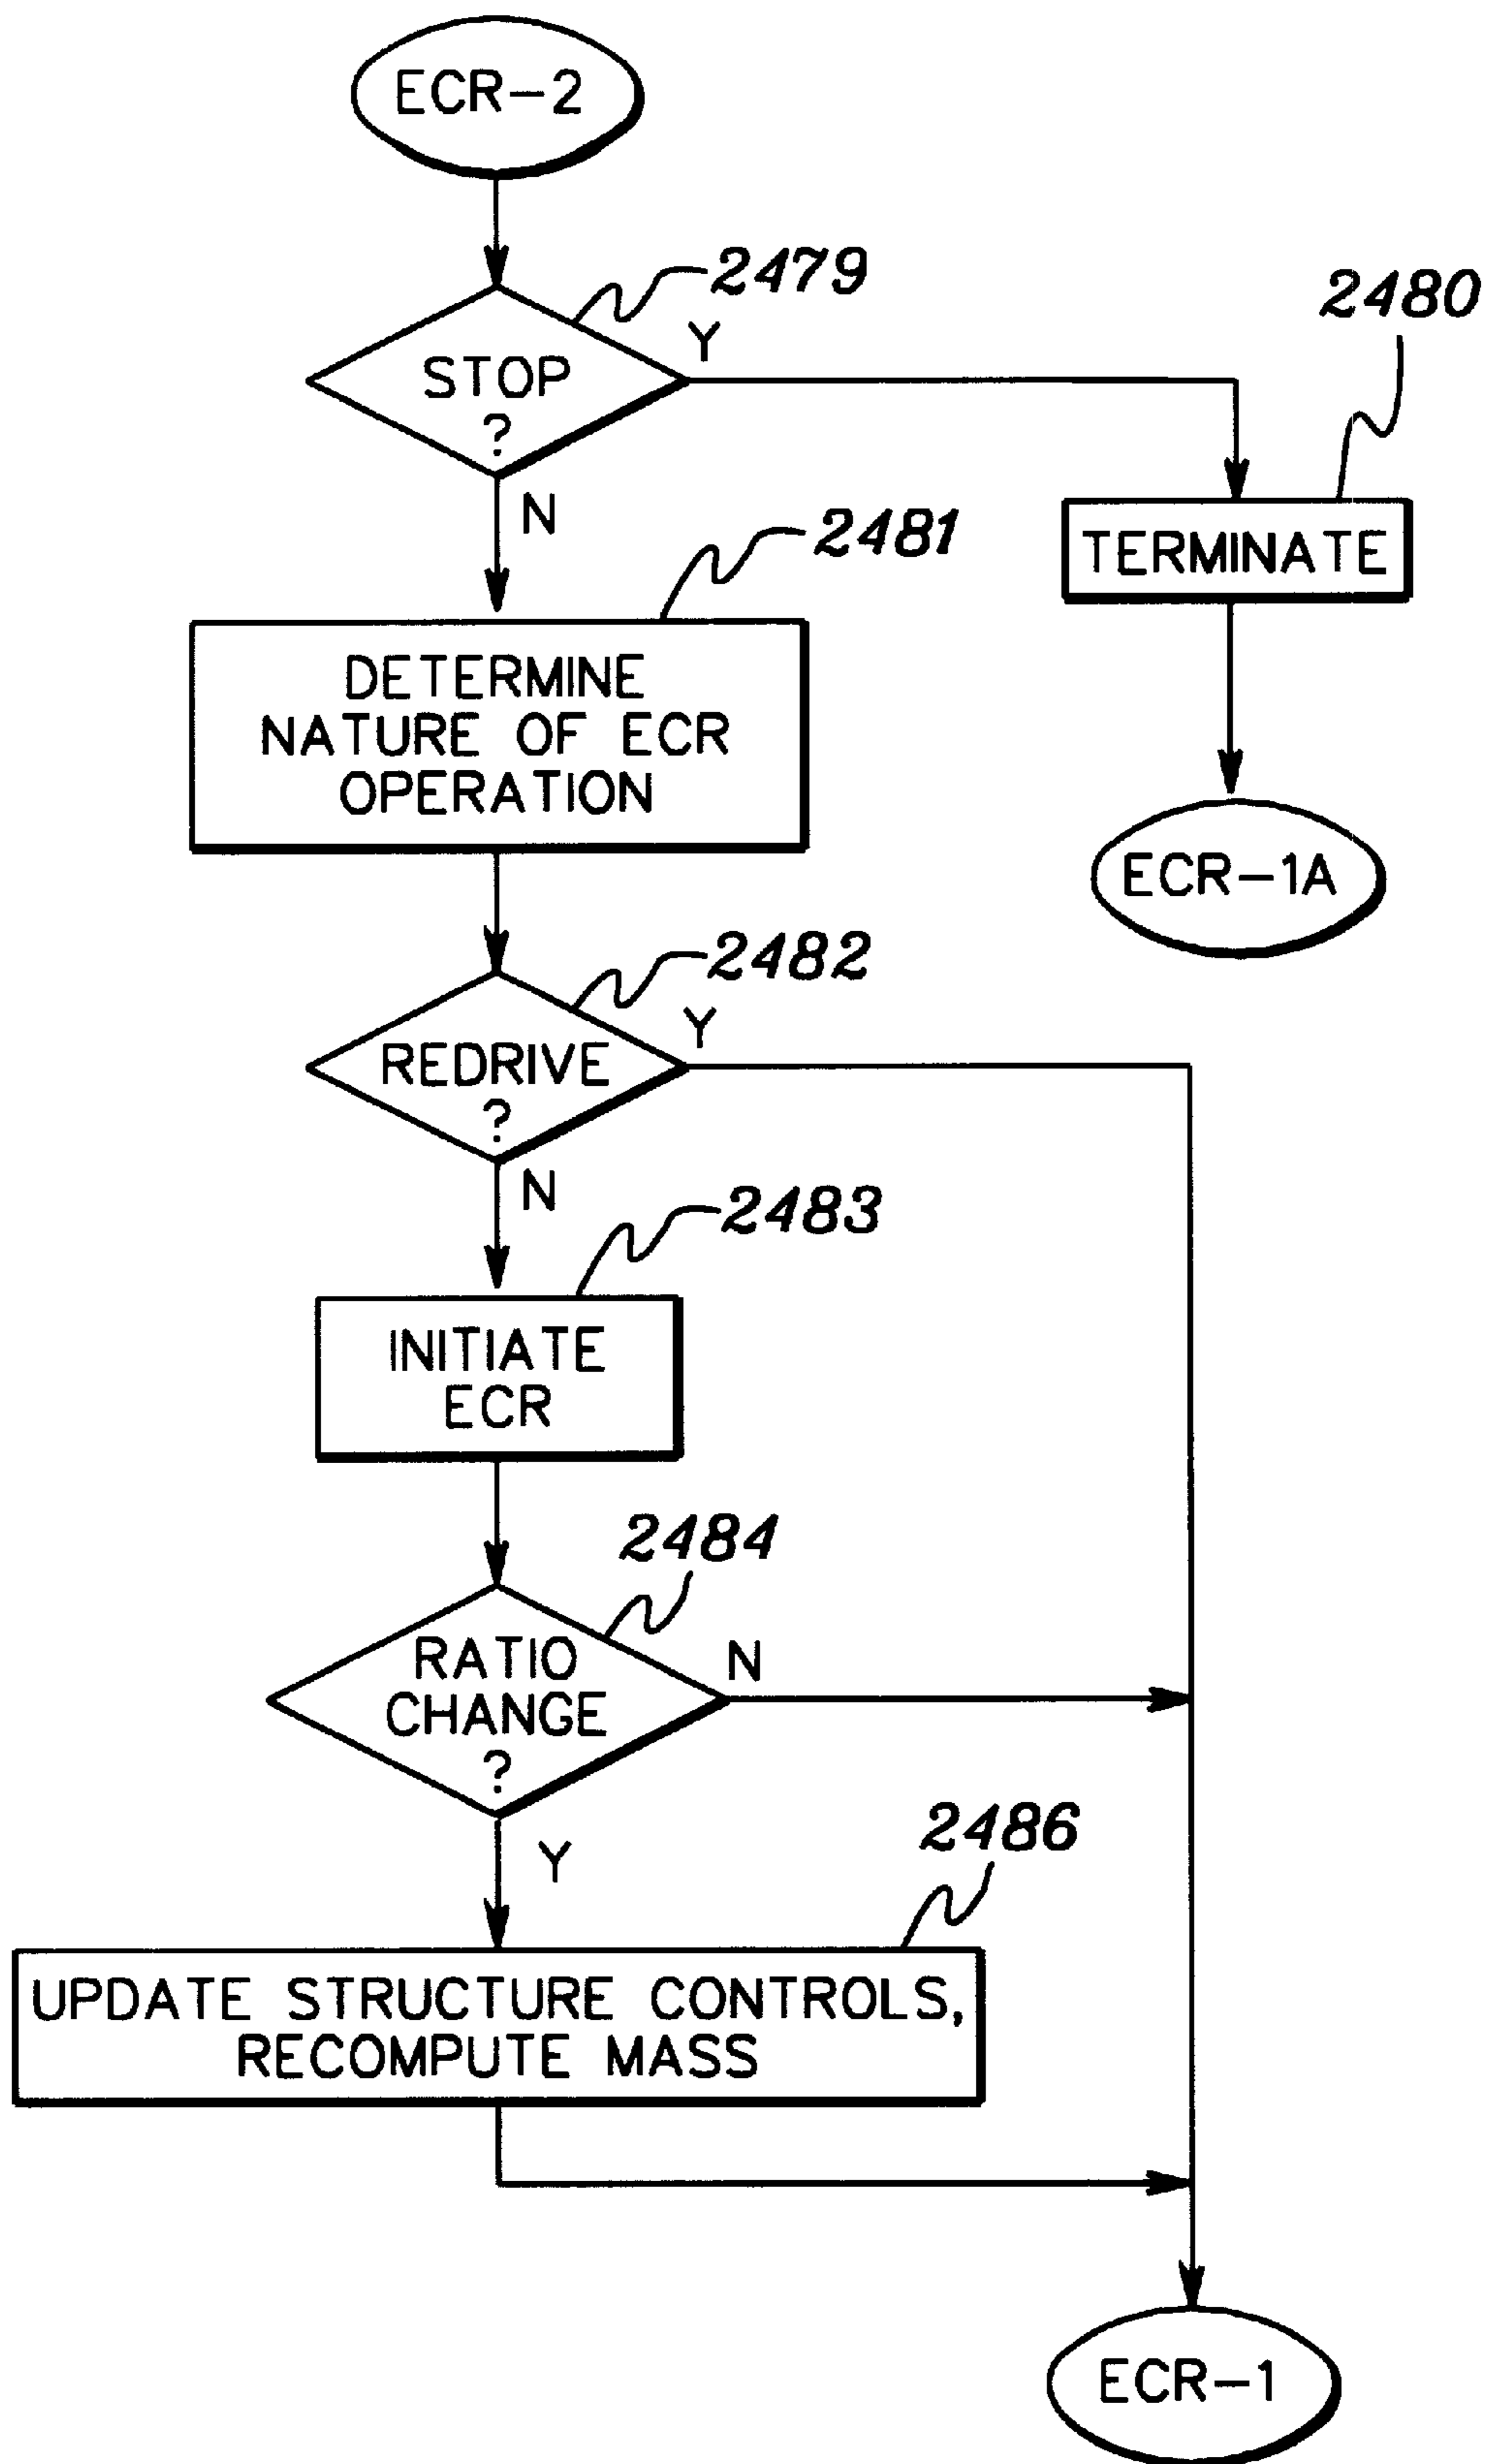 ECR-2
2479
2480
Y
STOP
?
N
2481
TERMINATE
DETERMINE
NATURE OF ECR
OPERATION
ECR-1A
2482
Y
REDRIVE
?
N
2483
INITIATE
ECR
2484
RATIO
CHANGE
?
N
Y
2486
UPDATE STRUCTURE CONTROLS,
RECOMPUTE MASS
ECR-1